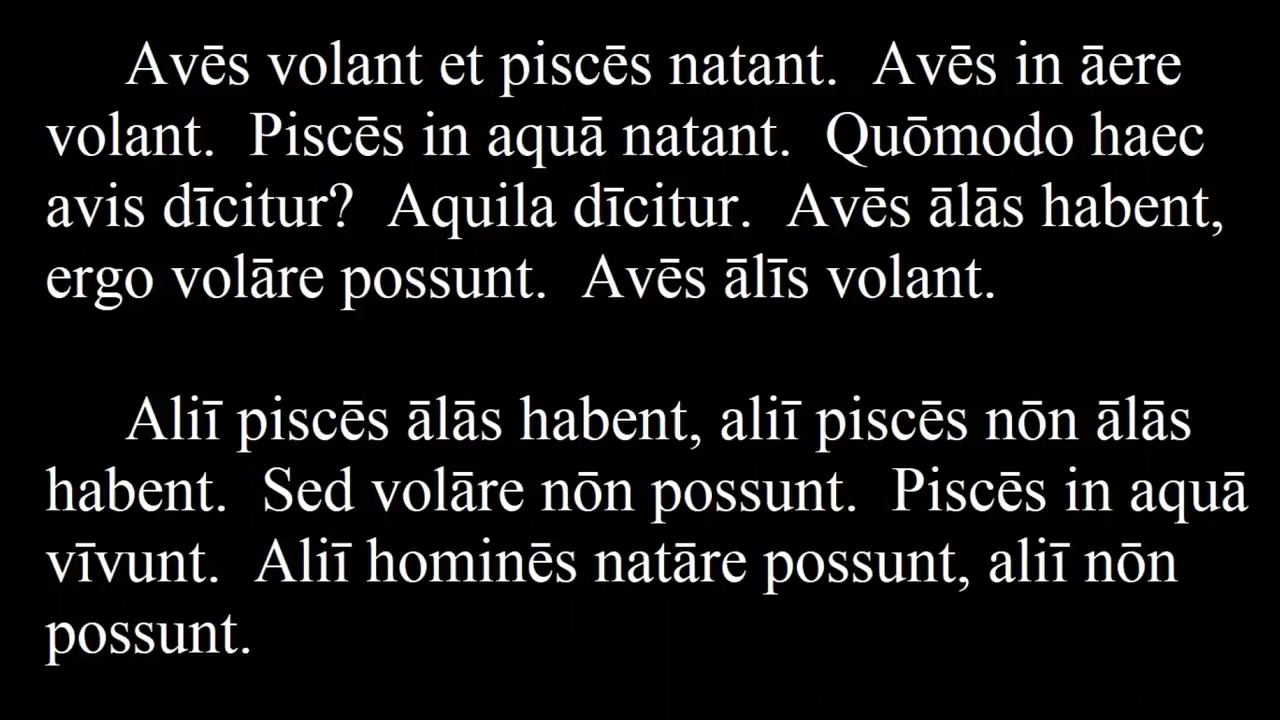 Avēs volant et piscēs natant. Avēs in āere
volant. Piscēs in aquā natant. Quōmodo haec
avis dīcitur? Aquila dīcitur. Avēs ālās habent,
ergo volāre possunt. Avēs ālīs volant.
Aliī piscēs ālās habent, aliī piscēs nōn ālās
habent. Sed volāre nōn possunt. Piscēs in aquā
vīvunt. Aliī hominēs natāre possunt, aliī nōn
possunt.